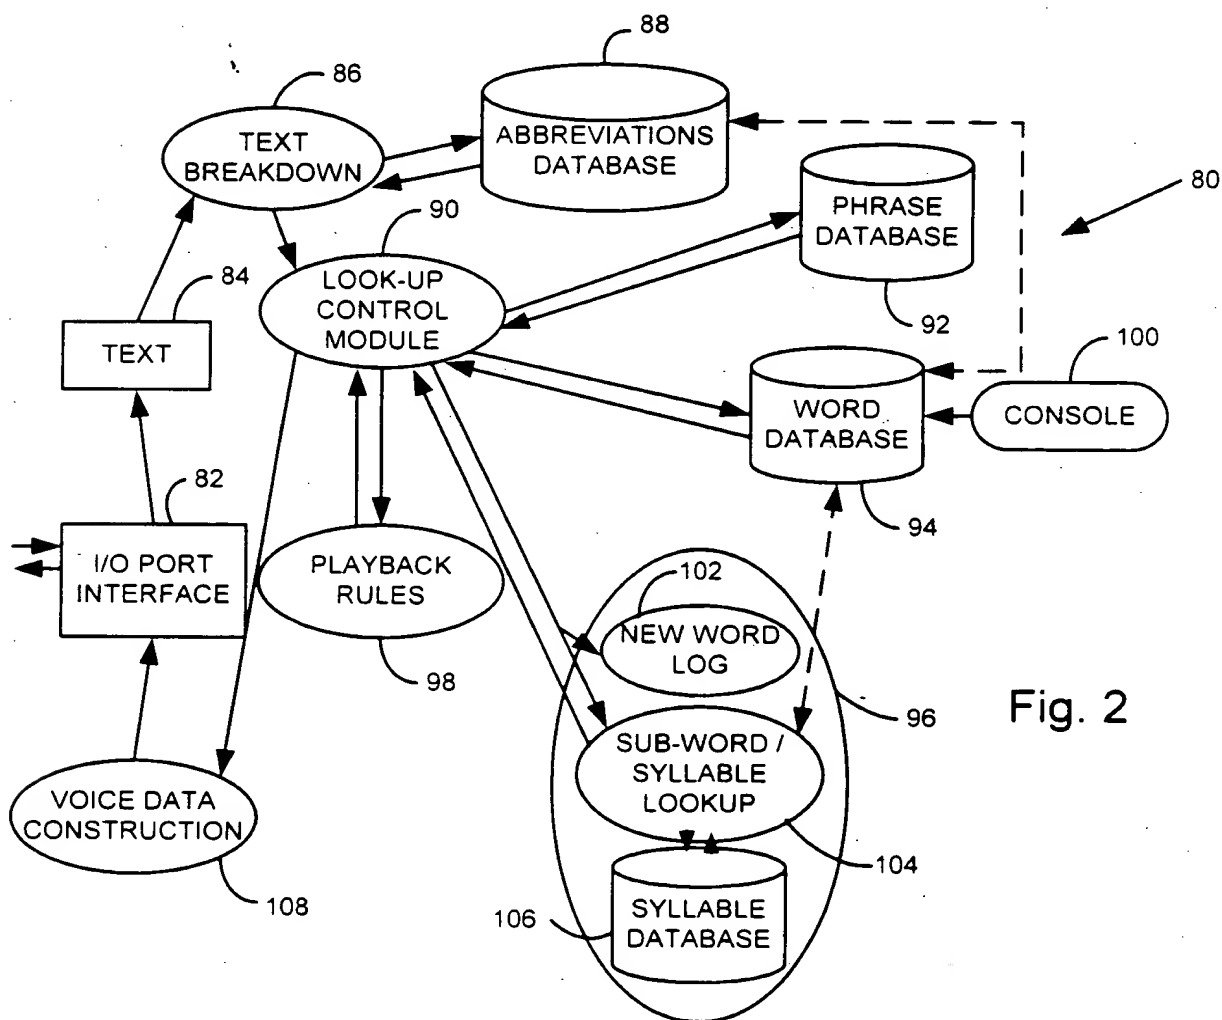 88
86
TEXT
BREAKDOWN
ABBREVIATIONS
DATABASE
80
PHRASE
DATABASE
90
LOOK-UP
CONTROL
MODULE
84
TEXT
92
100
WORD
DATABASE
CONSOLE
82
94
I/O PORT
INTERFACE
PLAYBACK
RULES
102
NEW WORD
LOG
98
96
Fig. 2
SUB-WORD /
SYLLABLE
LOOKUP
VOICE DATA
CONSTRUCTION
104
108
106
SYLLABLE
DATABASE